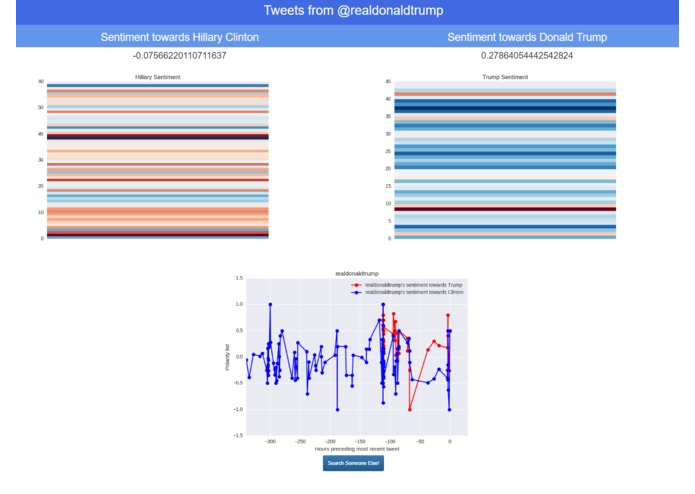 Tweets from @realdonaldtrump
Sentiment towards Hillary Clinton
Sentiment towards Donald Trump
-0.07566220110711637
0.27864054442542824
Hillary Sentiment
60
50
40
30
20
10
0
Trump Sentiment
45
40
35
30
25
20
15
10
5
0
realdonaldtrump
realdonaldtrump's sentiment towards Trump
realdonaldtrump's sentiment towards Clinton
Polarity list
1.5
1.0
0.5
0.0
−0.5
−1.0
−1.5
−300 −250 −200 −150 −100 −50 0
Hours preceding most recent tweet
Search Someone Else!